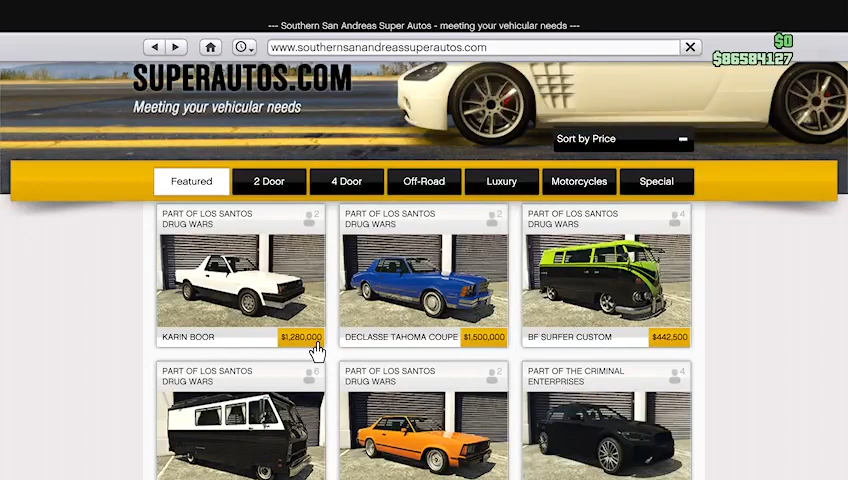 --- Southern San Andreas Super Autos - meeting your vehicular needs ---
www.southernsanandreassuperautos.com
$0
$86584127
SUPERAUTOS.COM
Meeting your vehicular needs
Sort by Price
Featured
2 Door
4 Door
Off-Road
Luxury
Motorcycles
Special
PART OF LOS SANTOS
DRUG WARS
2
KARIN BOOR
$1,280,000
PART OF LOS SANTOS
DRUG WARS
2
DECLASSE TAHOMA COUPE
$1,500,000
PART OF LOS SANTOS
DRUG WARS
4
BF SURFER CUSTOM
$442,500
PART OF LOS SANTOS
DRUG WARS
6
PART OF LOS SANTOS
DRUG WARS
2
PART OF THE CRIMINAL
ENTERPRISES
4